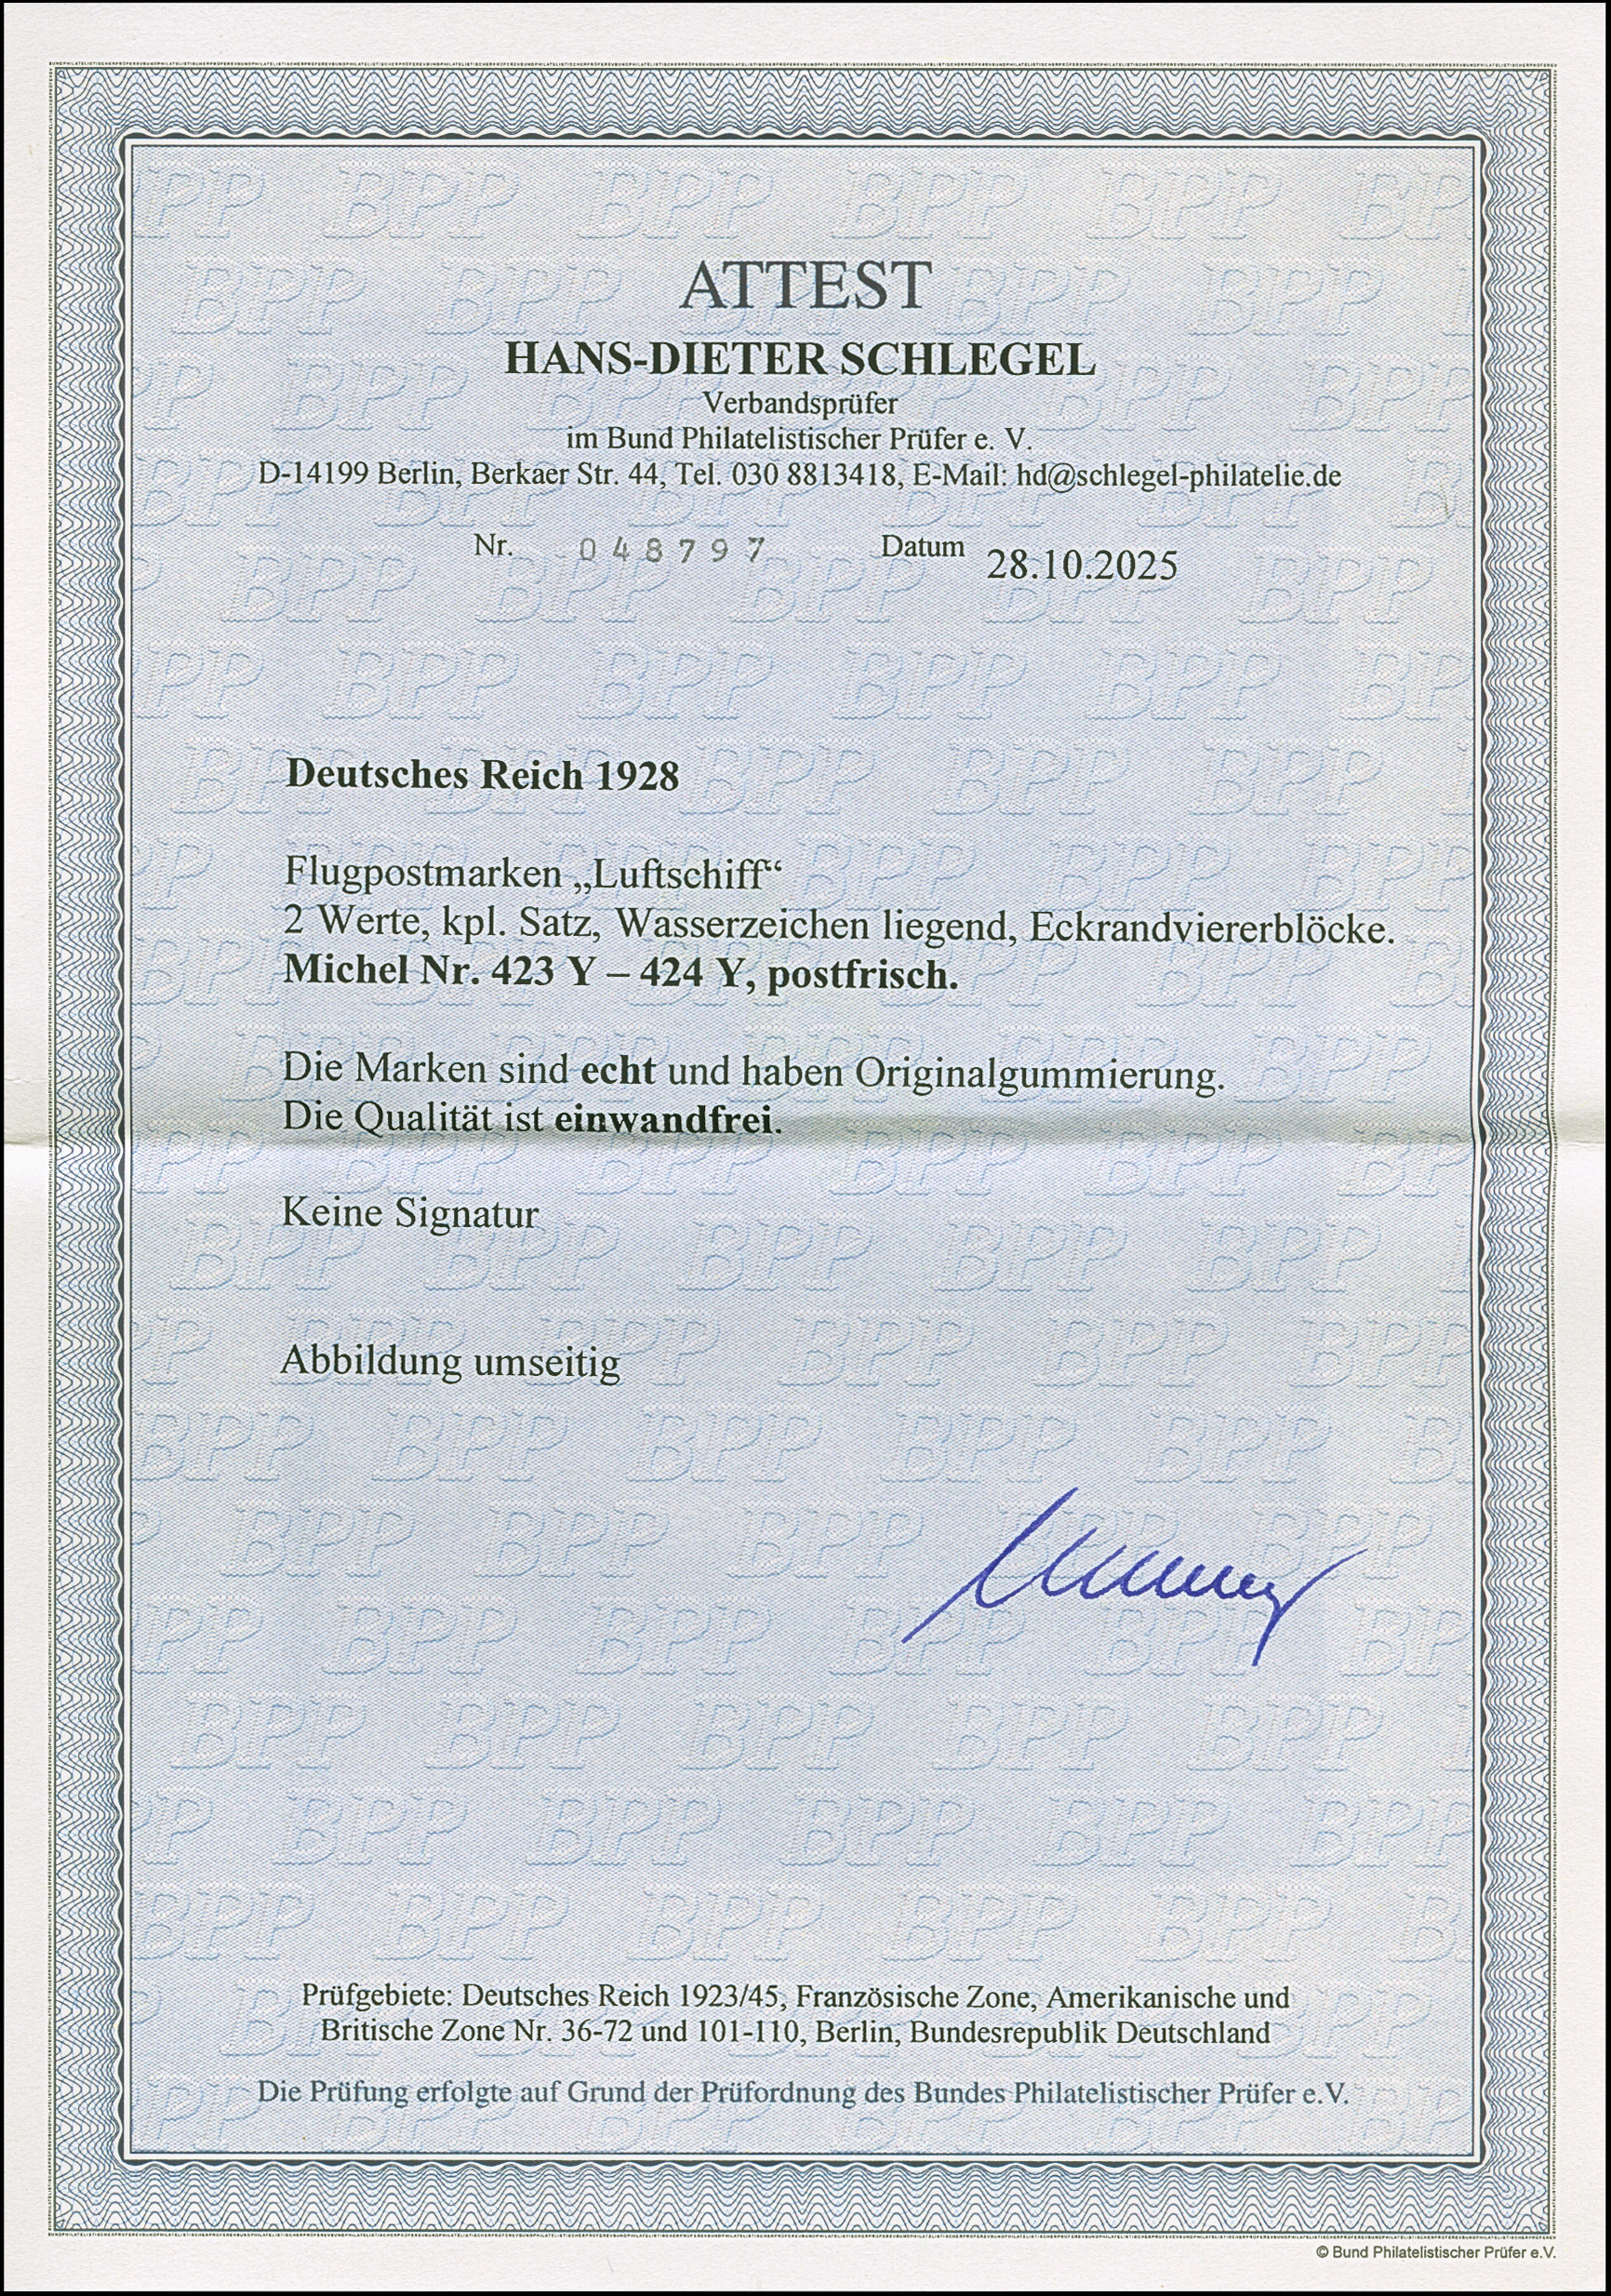 ATTEST
HANS-DIETER SCHLEGEL
Verbandsprüfer
im Bund Philatelistischer Prüfer e. V.
D-14199 Berlin, Berkaer Str. 44, Tel. 030 8813418, E-Mail: hd@schlegel-philatelie.de
Nr. 048797 Datum 28.10.2025
Deutsches Reich 1928
Flugpostmarken „Luftschiff“
2 Werte, kpl. Satz, Wasserzeichen liegend, Eckrandviererblöcke.
Michel Nr. 423 Y – 424 Y, postfrisch.
Die Marken sind echt und haben Originalgummierung.
Die Qualität ist einwandfrei.
Keine Signatur
Abbildung umseitig
Prüfgebiete: Deutsches Reich 1923/45, Französische Zone, Amerikanische und
Britische Zone Nr. 36-72 und 101-110, Berlin, Bundesrepublik Deutschland
Die Prüfung erfolgte auf Grund der Prüfordnung des Bundes Philatelistischer Prüfer e.V.
© Bund Philatelistischer Prüfer e.V.